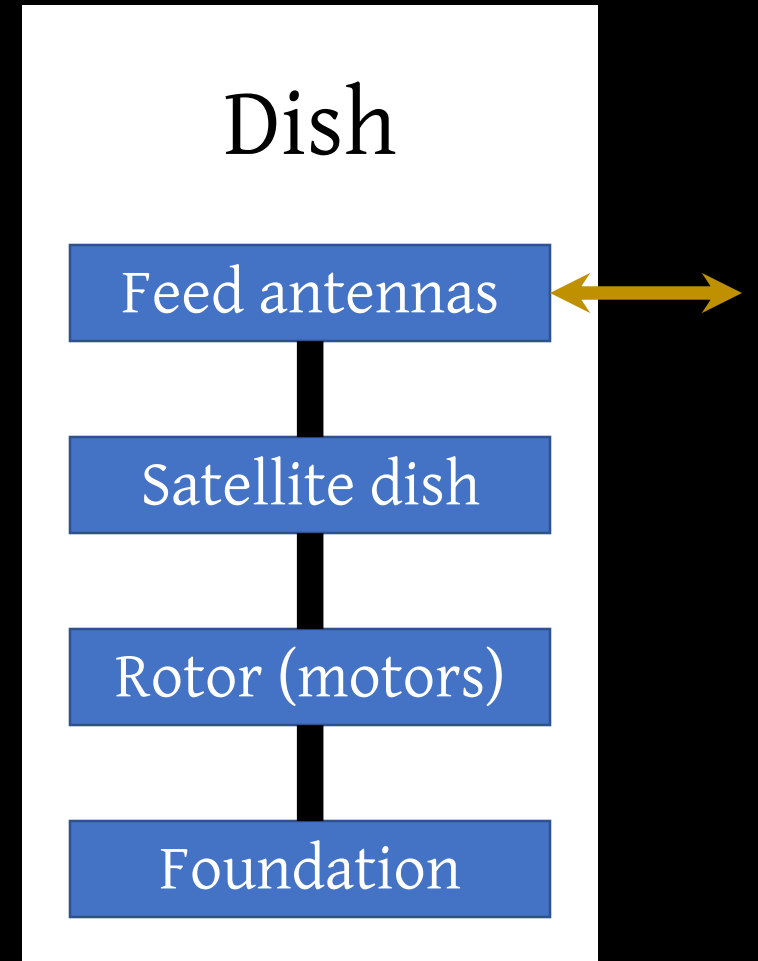 Dish
Feed antennas
Satellite dish
Rotor (motors)
Foundation